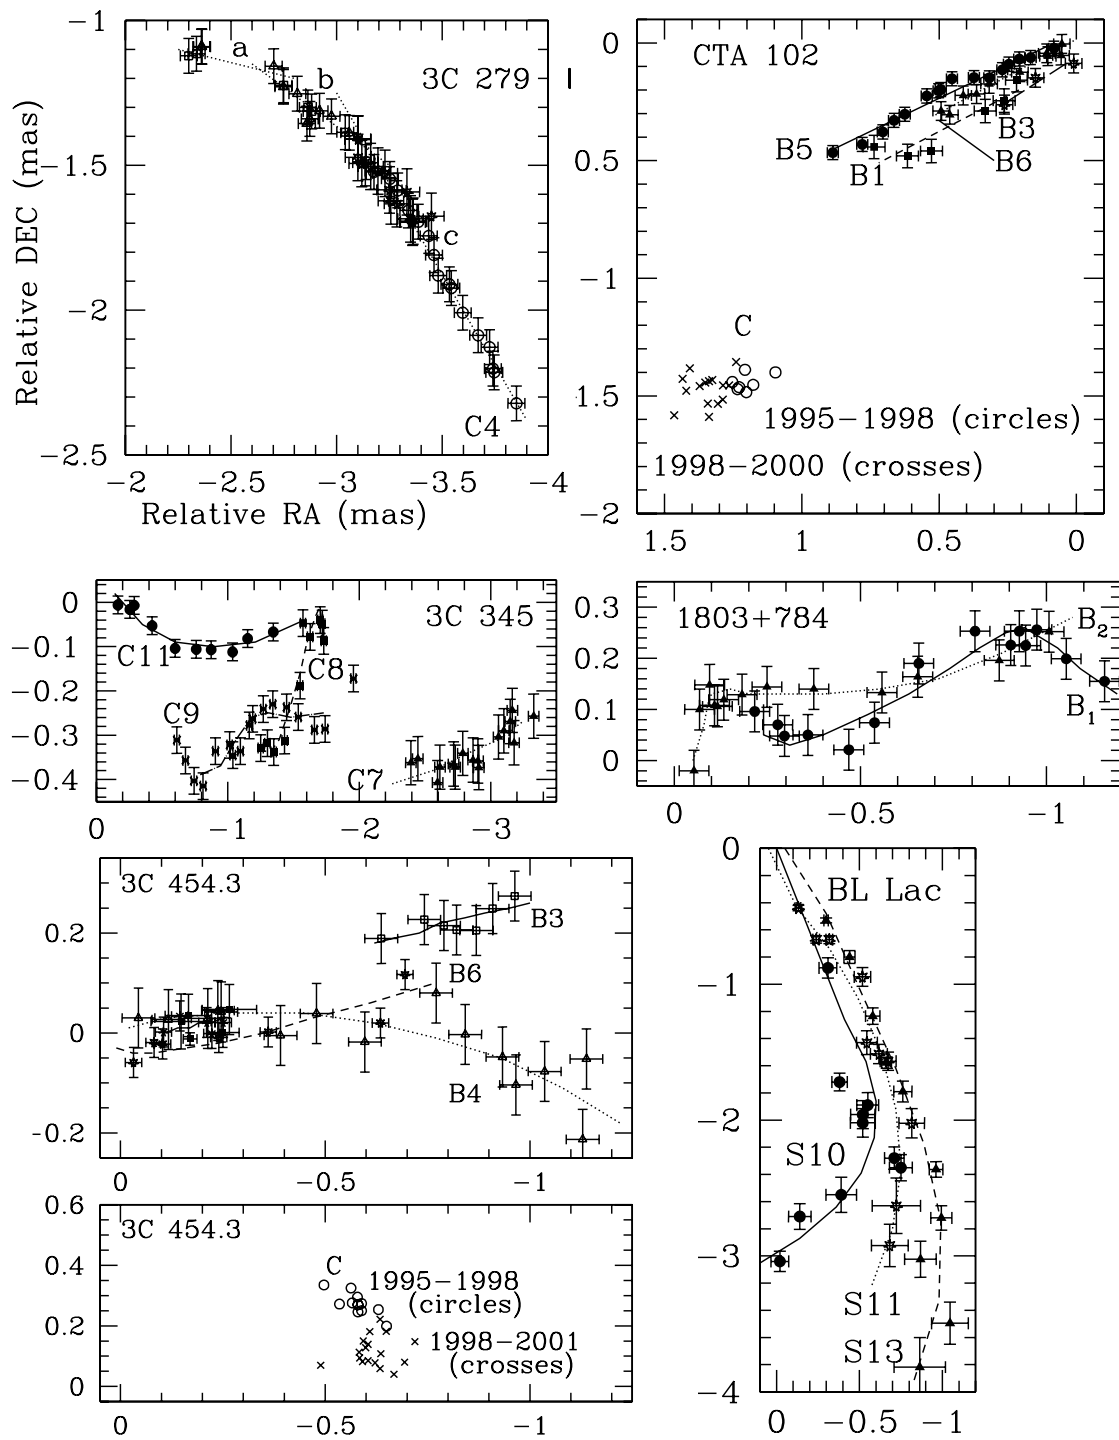 -1
-1.5
-2
-2.5
Relative DEC (mas)
a
b
3C 279
c
C4
-2
-2.5
-3
-3.5
-4
Relative RA (mas)
0
0.5
-1
1.5
-2
CTA 102
B5
B1
B3
B6
C
1995-1998 (circles)
1998-2000 (crosses)
1.5
1
0.5
0
0
-0.1
-0.2
-0.3
-0.4
3C 345
C11
C8
C9
C7
0
-1
-2
-3
0.3
0.2
0.1
0
1803+784
B2
B1
0
-0.5
-1
0.2
0
-0.2
3C 454.3
B3
B6
B4
0
-0.5
-1
0.6
0.4
0.2
0
3C 454.3
C
1995-1998
(circles)
1998-2001
(crosses)
0
-0.5
-1
0
-1
-2
-3
-4
BL Lac
S10
S11
S13
0
-0.5
-1